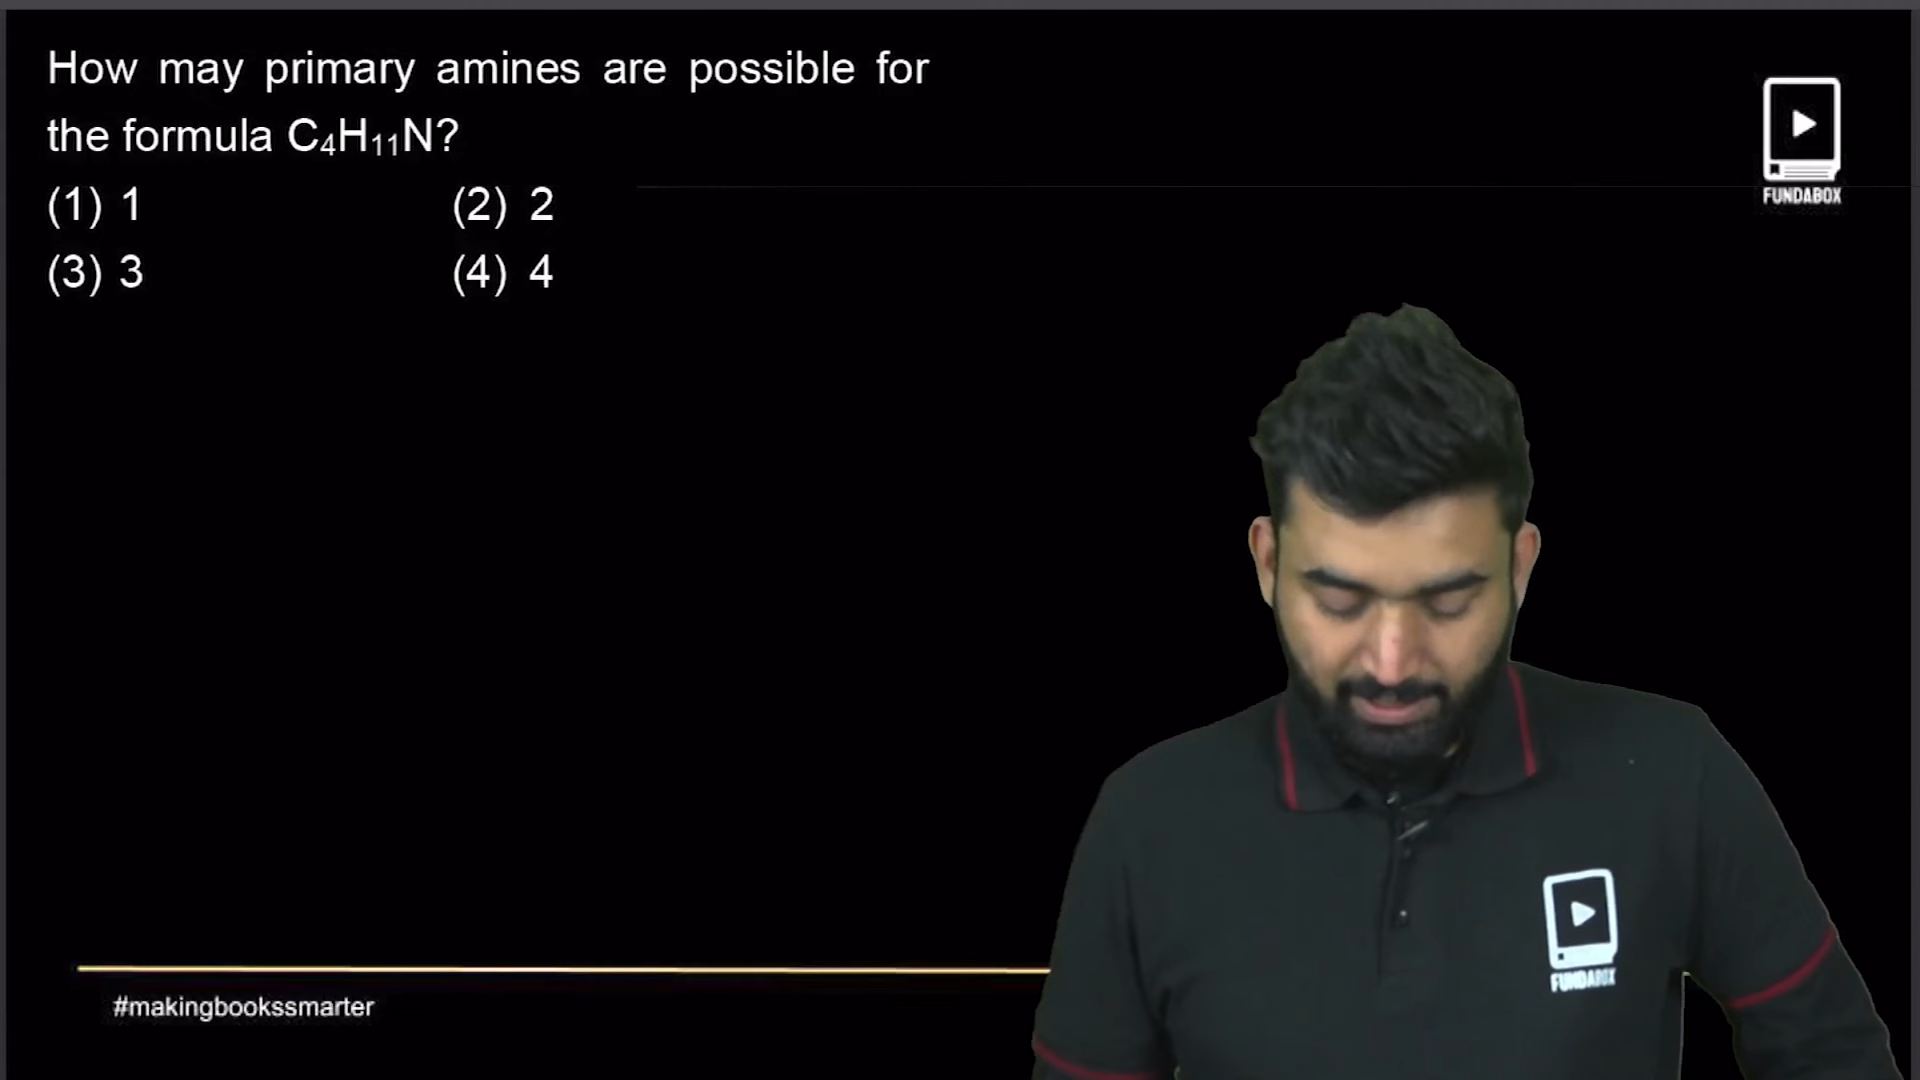 How may primary amines are possible for
the formula C₄H₁₁N?
(1) 1 (2) 2
(3) 3 (4) 4
FUNDABOX
FUNDABOX
#makingbookssmarter